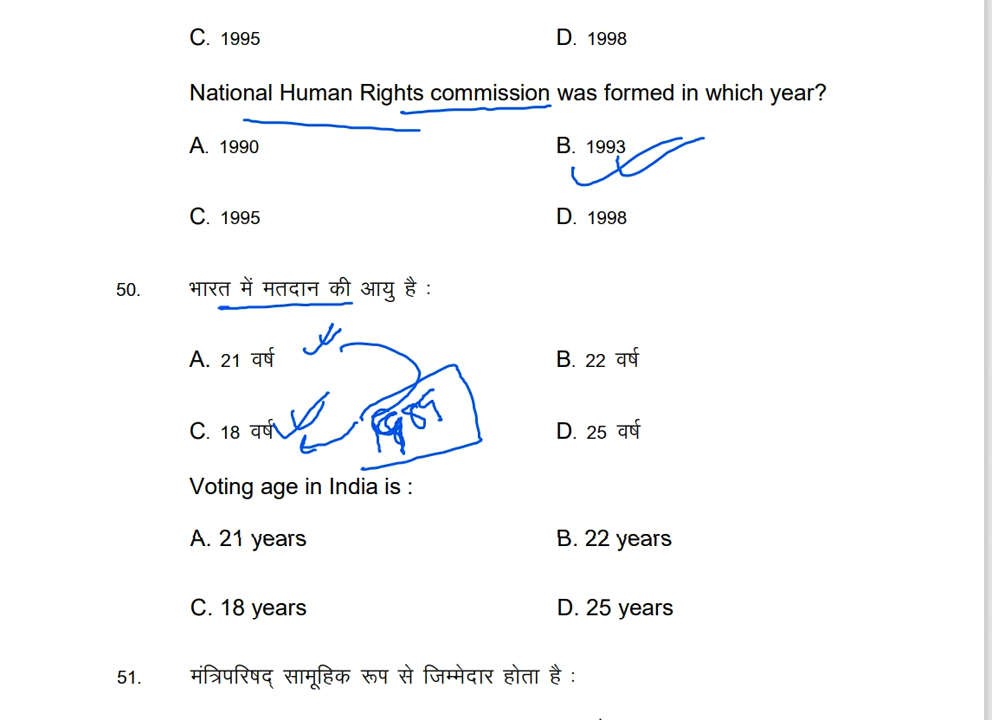 C. 1995 D. 1998
National Human Rights commission was formed in which year?
A. 1990 B. 1993
C. 1995 D. 1998
50. भारत में मतदान की आयु है :
A. 21 वर्ष B. 22 वर्ष
C. 18 वर्ष D. 25 वर्ष
Voting age in India is :
A. 21 years B. 22 years
C. 18 years D. 25 years
51. मंत्रिपरिषद् सामूहिक रूप से जिम्मेदार होता है :